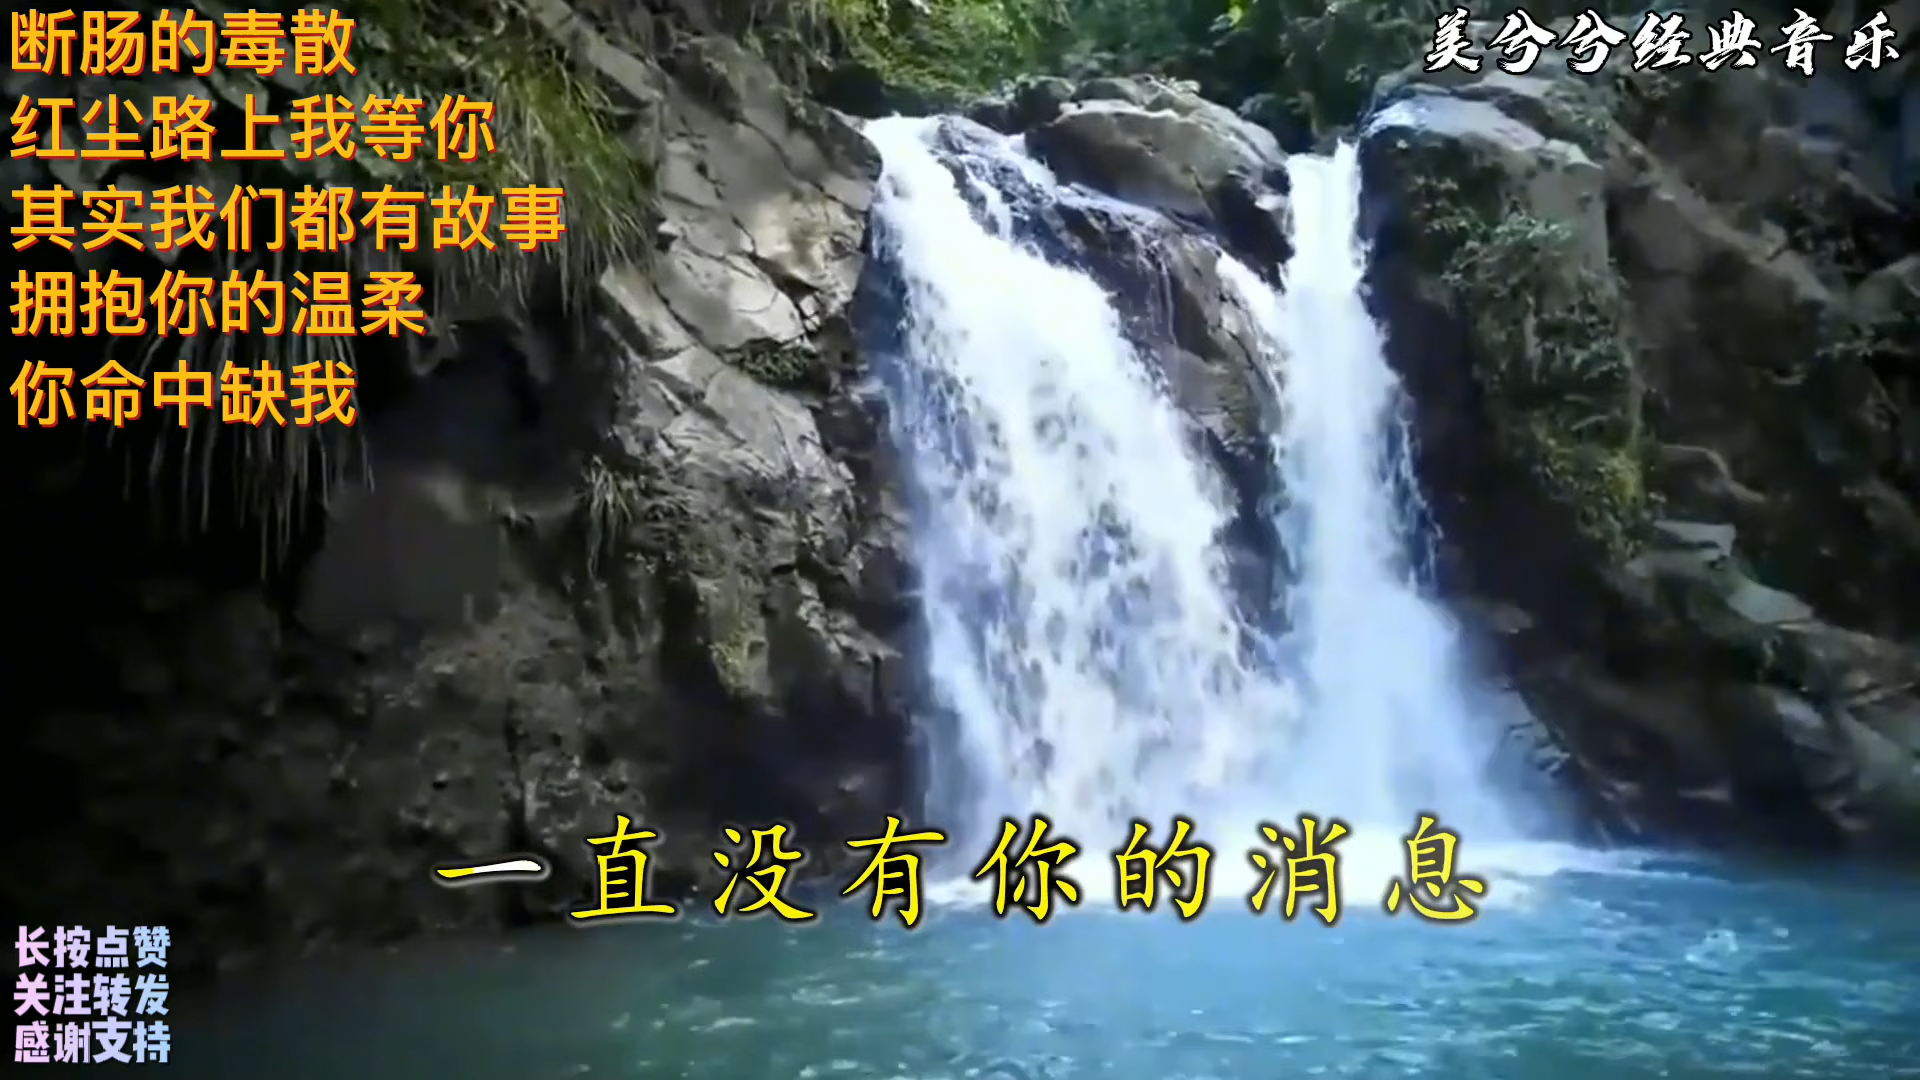 断肠的毒散
红尘路上我等你
其实我们都有故事
拥抱你的温柔
你命中缺我
美兮兮经典音乐
一直没有你的消息
长按点赞
关注转发
感谢支持